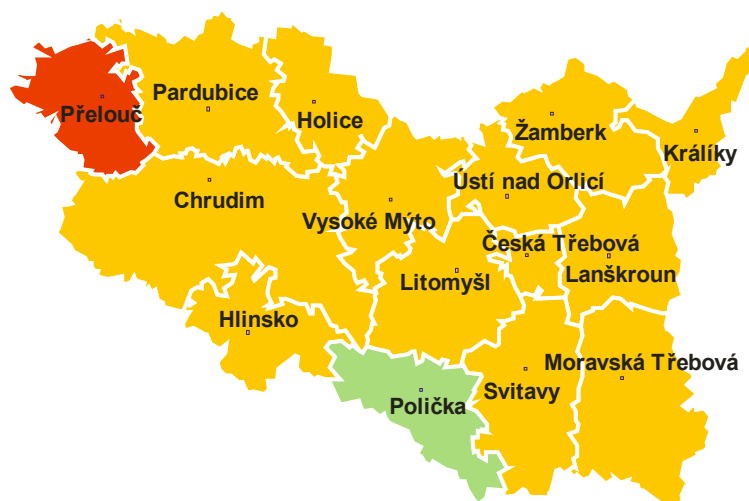 Přelouč
Pardubice
Holice
Žamberk
Králíky
Chrudim
Vysoké Mýto
Ústí nad Orlicí
Česká Třebová
Lanškroun
Litomyšl
Hlinsko
Moravská Třebová
Svitavy
Polička